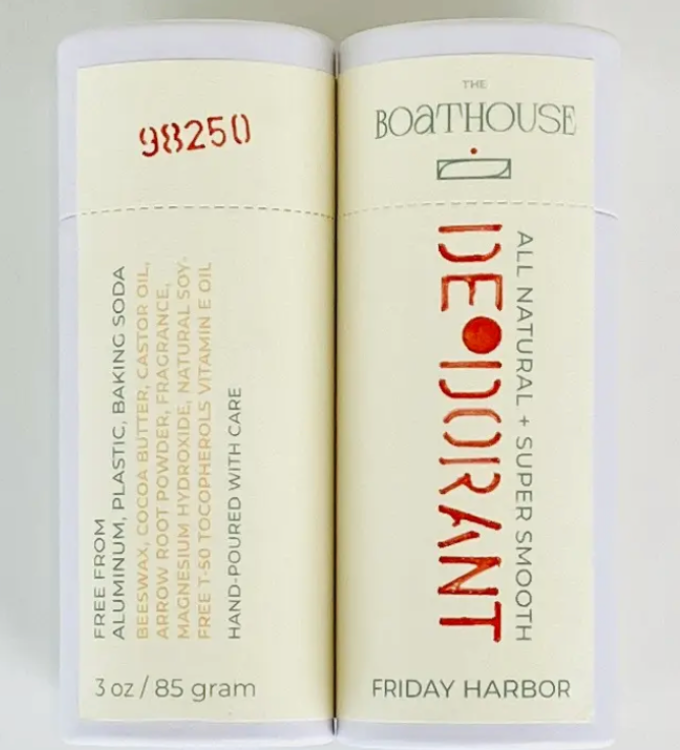 98250
FREE FROM
ALUMINUM, PLASTIC, BAKING SODA
BEESWAX, COCOA BUTTER, CASTOR OIL,
ARROW ROOT POWDER, FRAGRANCE,
MAGNESIUM HYDROXIDE, NATURAL SOY-
FREE T-50 TOCOPHEROLS VITAMIN E OIL
HAND-POURED WITH CARE
3 oz / 85 gram
THE
BOaTHOUSE
DE•DORANT
ALL NATURAL + SUPER SMOOTH
FRIDAY HARBOR